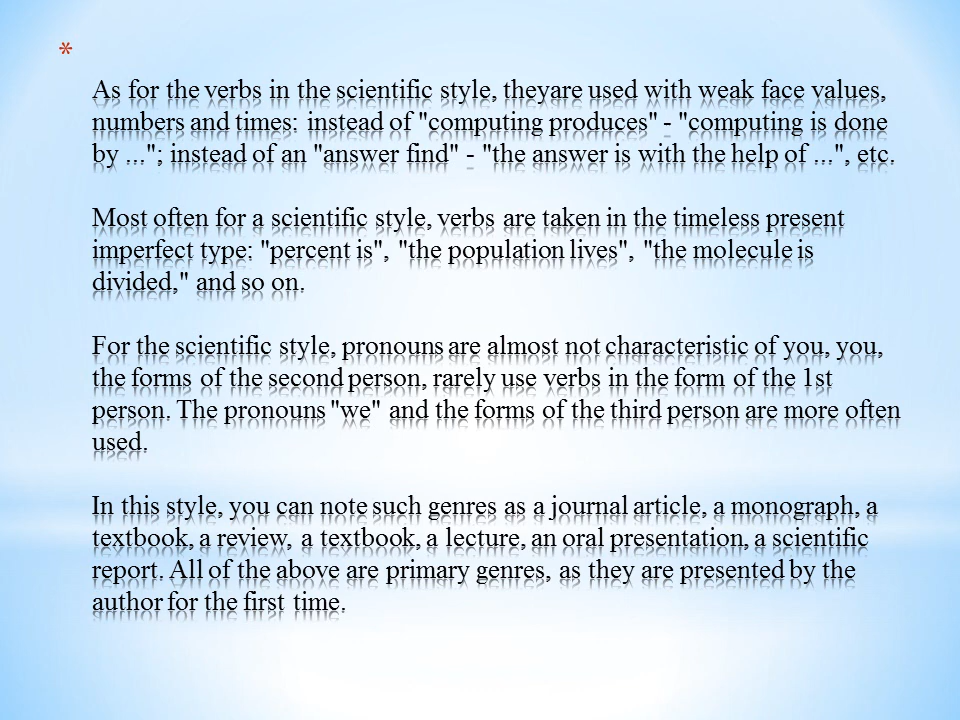 *
As for the verbs in the scientific style, theyare used with weak face values,
numbers and times: instead of "computing produces" - "computing is done
by ..."; instead of an "answer find" - "the answer is with the help of ...", etc.
Most often for a scientific style, verbs are taken in the timeless present
imperfect type: "percent is", "the population lives", "the molecule is
divided," and so on.
For the scientific style, pronouns are almost not characteristic of you, you,
the forms of the second person, rarely use verbs in the form of the 1st
person. The pronouns "we" and the forms of the third person are more often
used.
In this style, you can note such genres as a journal article, a monograph, a
textbook, a review, a textbook, a lecture, an oral presentation, a scientific
report. All of the above are primary genres, as they are presented by the
author for the first time.